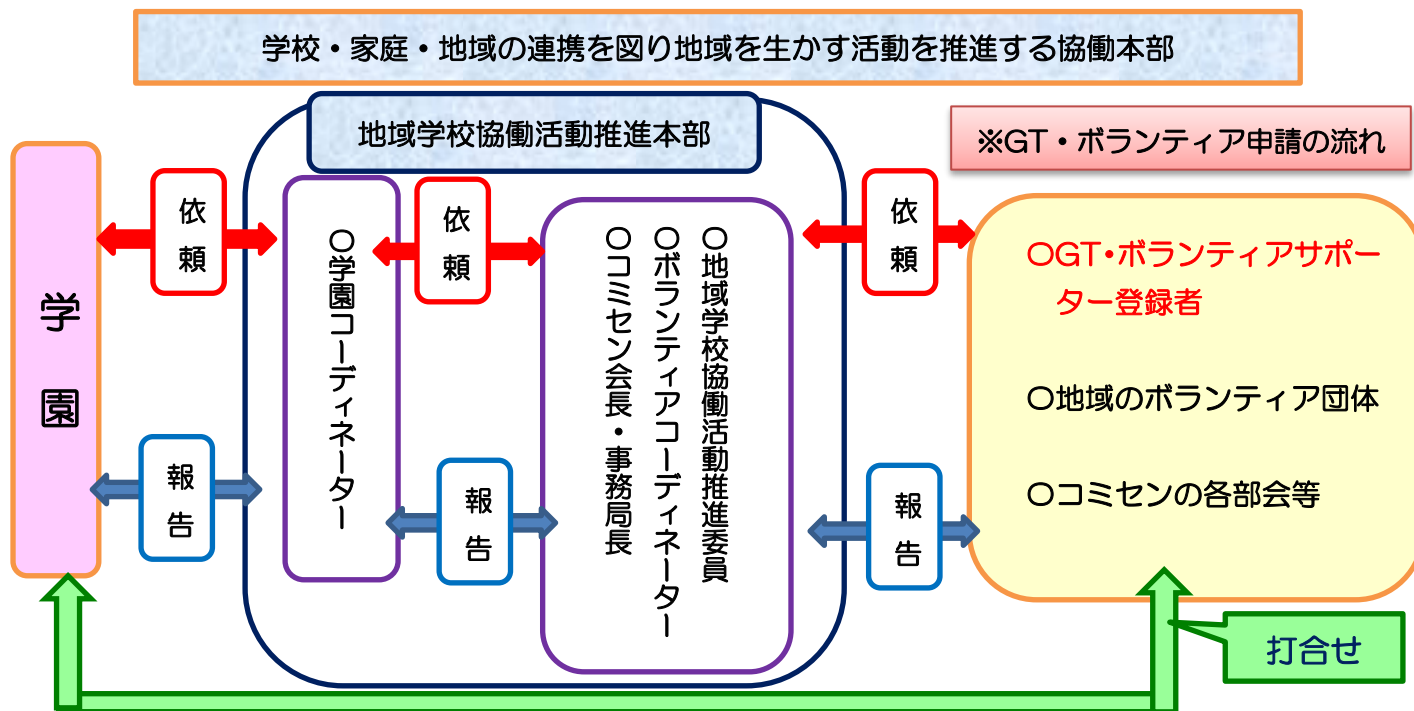 学校・家庭・地域の連携を図り地域を生かす活動を推進する協働本部
地域学校協働活動推進本部
※GT・ボランティア申請の流れ
学園
依頼
報告
〇学園コーディネーター
依頼
報告
〇地域学校協働活動推進委員
〇ボランティアコーディネーター
〇コミセン会長・事務局長
依頼
報告
〇GT・ボランティアサポー
ター登録者
〇地域のボランティア団体
〇コミセンの各部会等
打合せ